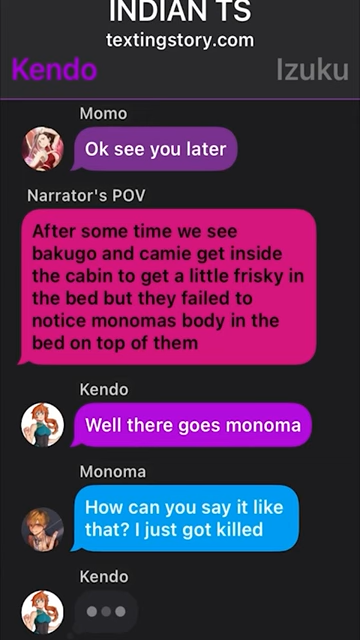 INDIAN TS
textingstory.com
Kendo Izuku
Momo
Ok see you later
Narrator's POV
After some time we see
bakugo and camie get inside
the cabin to get a little frisky in
the bed but they failed to
notice monomas body in the
bed on top of them
Kendo
Well there goes monoma
Monoma
How can you say it like
that? I just got killed
Kendo